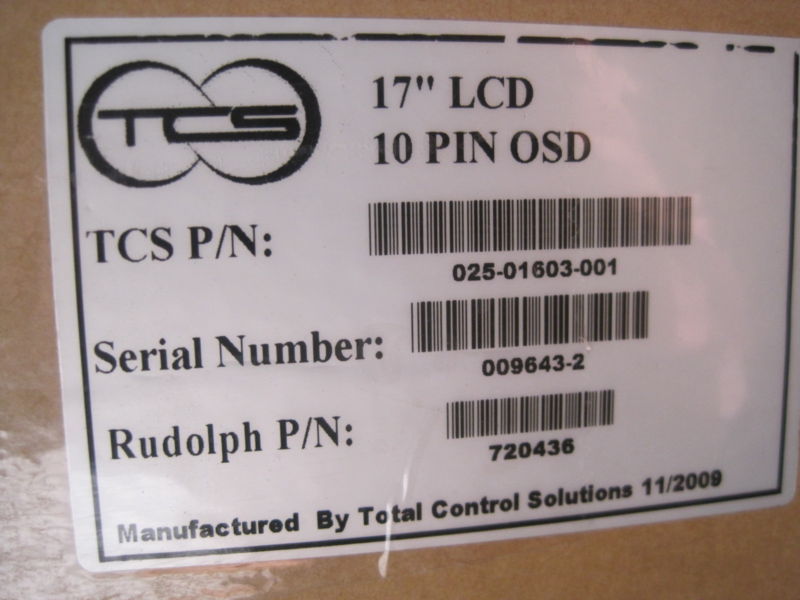 TCS
17" LCD
10 PIN OSD
TCS P/N:
025-01603-001
Serial Number:
009643-2
Rudolph P/N:
720436
Manufactured By Total Control Solutions 11/2009